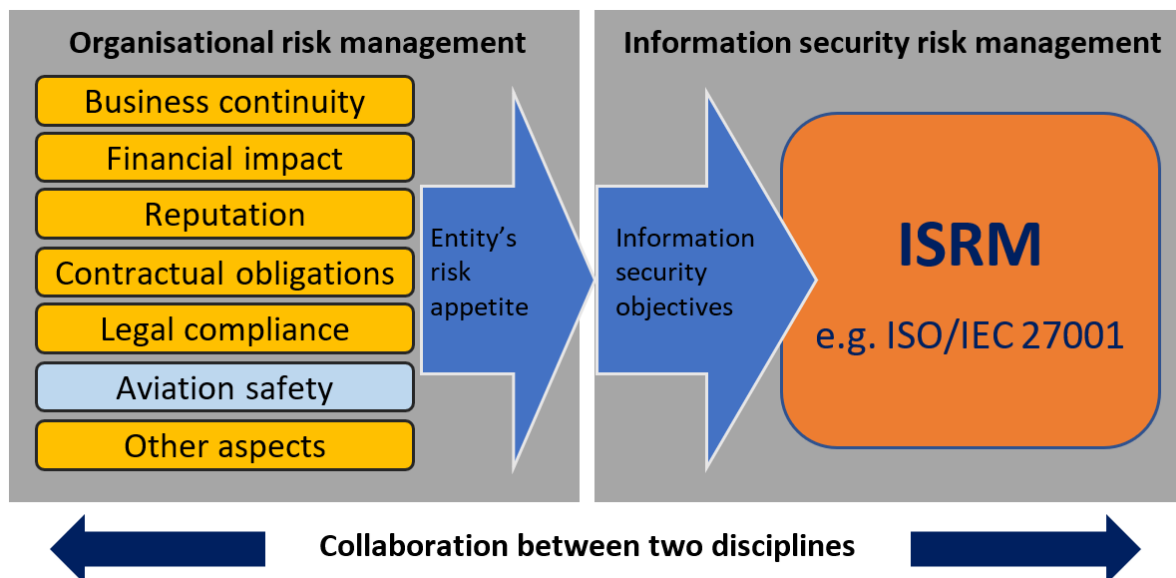 Organisational risk management
Business continuity
Financial impact
Reputation
Contractual obligations
Legal compliance
Aviation safety
Other aspects
Entity's
risk
appetite
Information security risk management
Information
security
objectives
ISRM
e.g. ISO/IEC 27001
Collaboration between two disciplines